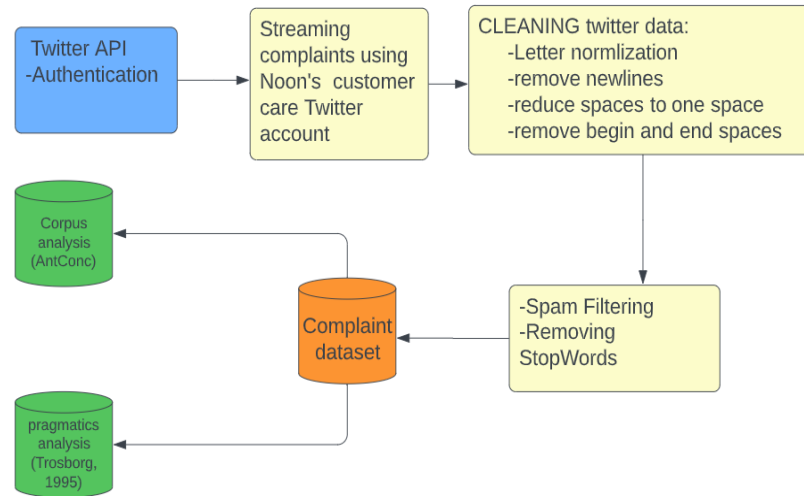 Twitter API
-Authentication
Streaming
complaints using
Noon's customer
care Twitter
account
CLEANING twitter data:
-Letter normlization
-remove newlines
-reduce spaces to one space
-remove begin and end spaces
-Spam Filtering
-Removing
StopWords
Complaint
dataset
Corpus
analysis
(AntConc)
pragmatics
analysis
(Trosborg,
1995)